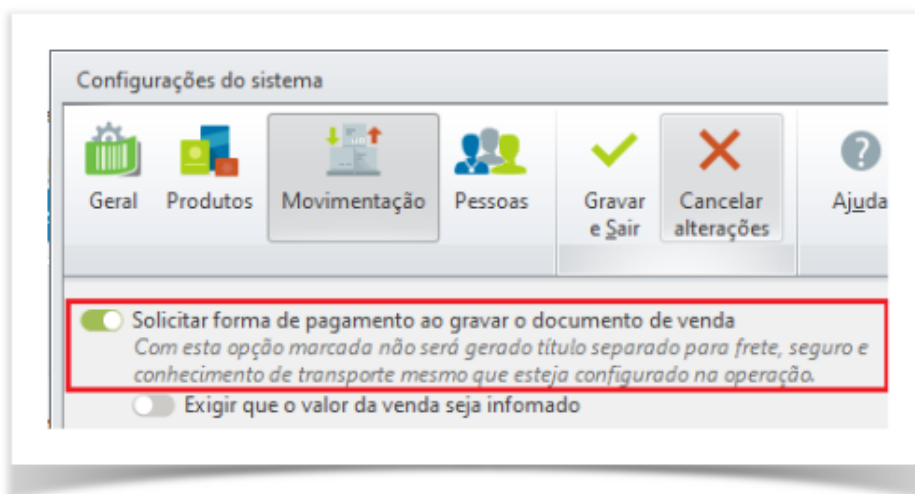 Configurações do sistema
Geral
Produtos
Movimentação
Pessoas
Gravar
e Sair
Cancelar
alterações
Ajuda
Solicitar forma de pagamento ao gravar o documento de venda
Com esta opção marcada não será gerado título separado para frete, seguro e
conhecimento de transporte mesmo que esteja configurado na operação.
Exigir que o valor da venda seja infomado